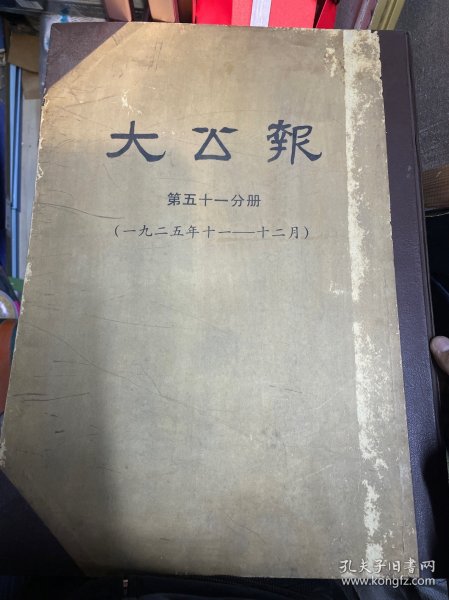 大公報
第五十一分册
(一九二五年十一——十二月)
孔夫子旧书网
www.kongfz.com